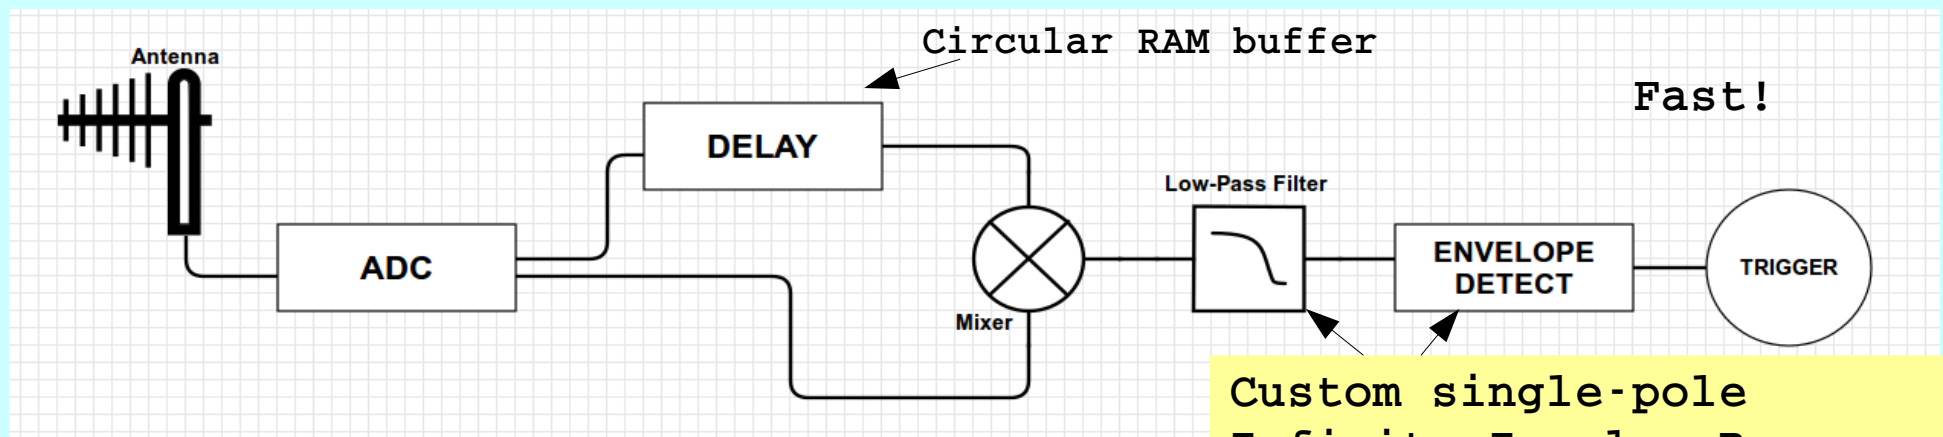 Circular RAM buffer
Antenna
Fast!
DELAY
Low-Pass Filter
ADC
ENVELOPE
DETECT
TRIGGER
Mixer
Custom single-pole